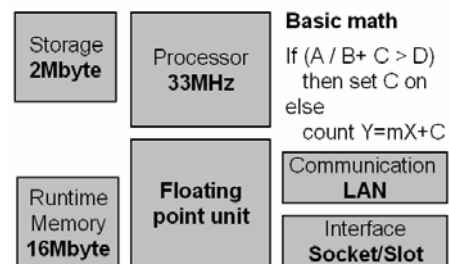 Storage
2Mbyte
Processor
33MHz
Basic math
If (A / B+ C > D)
then set C on
else
count Y=mX+C
Runtime
Memory
16Mbyte
Floating
point unit
Communication
LAN
Interface
Socket/Slot